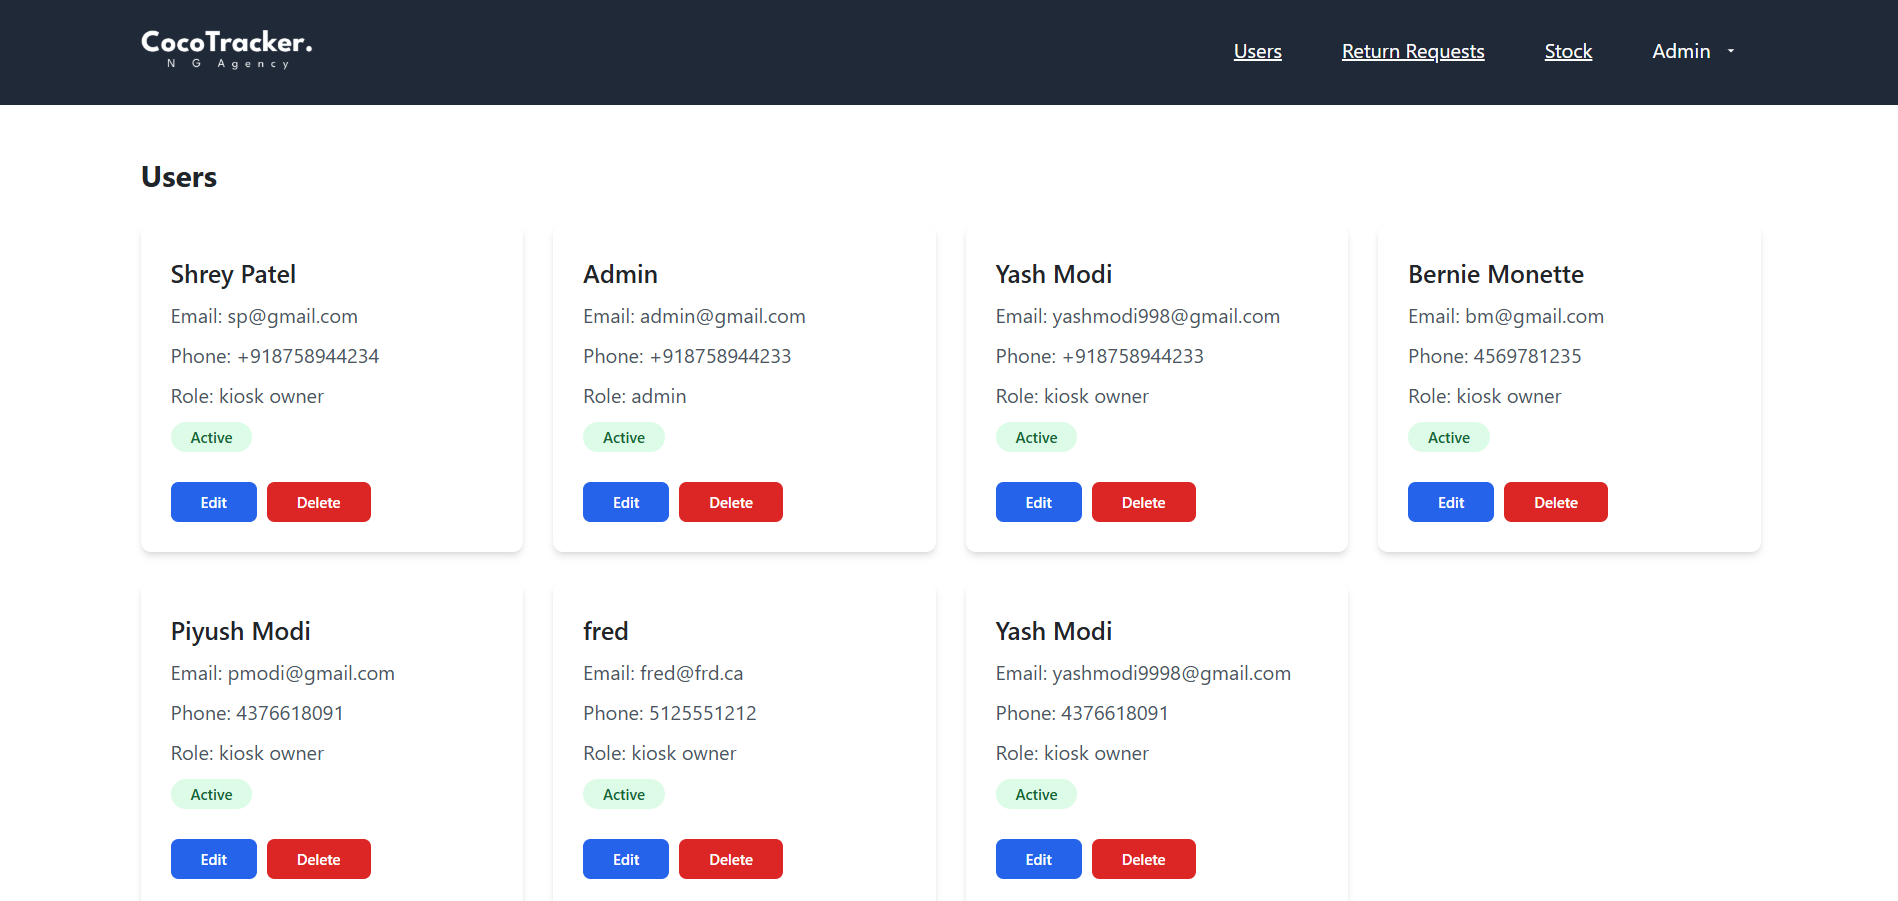 CocoTracker.
N G Agency
Users
Return Requests
Stock
Admin
Users
Shrey Patel
Email: sp@gmail.com
Phone: +918758944234
Role: kiosk owner
Active
Edit
Delete
Admin
Email: admin@gmail.com
Phone: +918758944233
Role: admin
Active
Edit
Delete
Yash Modi
Email: yashmodi998@gmail.com
Phone: +918758944233
Role: kiosk owner
Active
Edit
Delete
Bernie Monette
Email: bm@gmail.com
Phone: 4569781235
Role: kiosk owner
Active
Edit
Delete
Piyush Modi
Email: pmodi@gmail.com
Phone: 4376618091
Role: kiosk owner
Active
Edit
Delete
fred
Email: fred@frd.ca
Phone: 5125551212
Role: kiosk owner
Active
Edit
Delete
Yash Modi
Email: yashmodi9998@gmail.com
Phone: 4376618091
Role: kiosk owner
Active
Edit
Delete